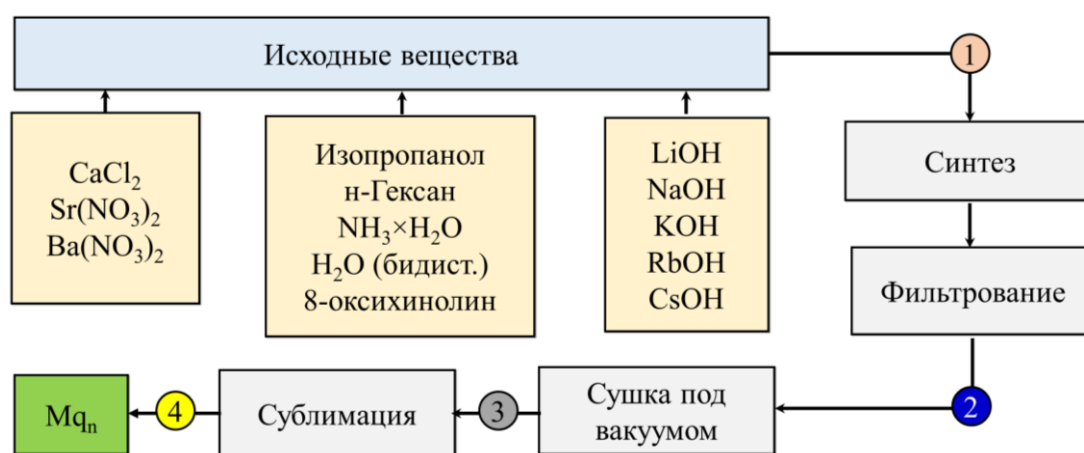 Исходные вещества
1
CaCl₂
Sr(NO₃)₂
Ba(NO₃)₂
Изопропанол
н-Гексан
NH₃×H₂O
H₂O (бидист.)
8-оксихинолин
LiOH
NaOH
KOH
RbOH
CsOH
Синтез
Фильтрование
2
Сушка под
вакуумом
3
Сублимация
4
Mqₙ